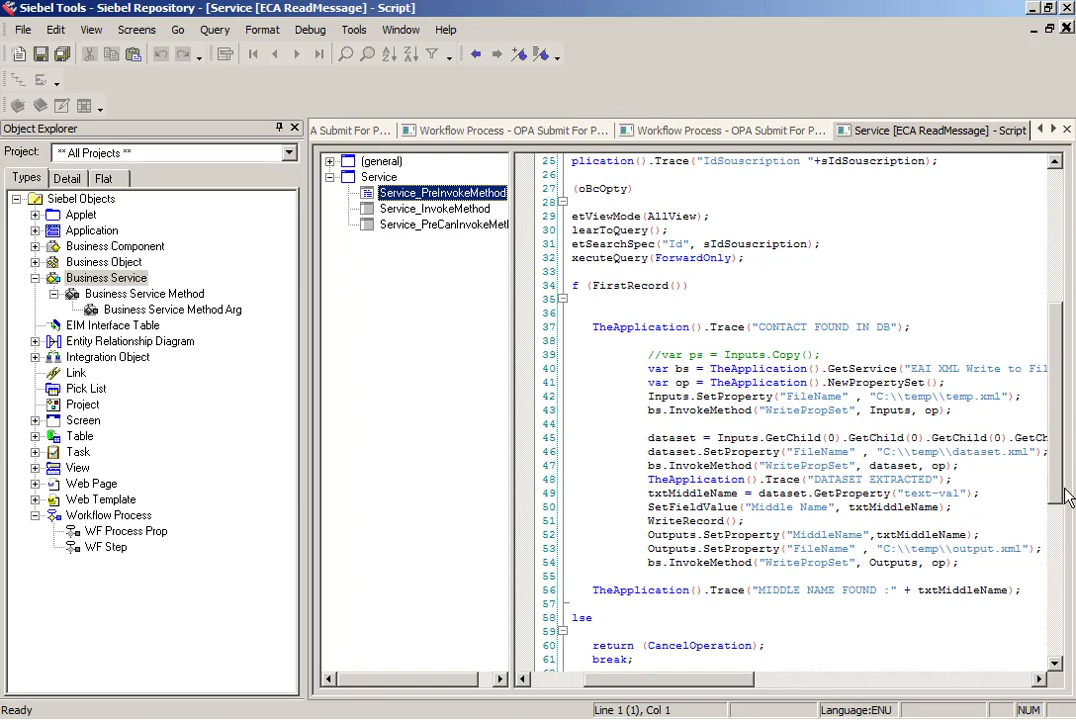 Siebel Tools - Siebel Repository - [Service [ECA ReadMessage] - Script]
File Edit View Screens Go Query Format Debug Tools Window Help
Object Explorer
Project: ** All Projects **
Types Detail Flat
Siebel Objects
Applet
Application
Business Component
Business Object
Business Service
Business Service Method
Business Service Method Arg
EIM Interface Table
Entity Relationship Diagram
Integration Object
Link
Pick List
Project
Screen
Table
Task
View
Web Page
Web Template
Workflow Process
WF Process Prop
WF Step
A Submit For P... Workflow Process - OPA Submit For P... Workflow Process - OPA Submit For P... Service [ECA ReadMessage] - Script
(general)
Service
Service_PreInvokeMethod
Service_InvokeMethod
Service_PreCanInvokeMetl
25 plication().Trace("IdSouscription "+sIdSouscription);
26
27 (oBcOpty)
28
29 etViewMode(AllView);
30 learToQuery();
31 etSearchSpec("Id", sIdSouscription);
32 xecuteQuery(ForwardOnly);
33
34 f (FirstRecord())
35
36
37 TheApplication().Trace("CONTACT FOUND IN DB");
38
39 //var ps = Inputs.Copy();
40 var bs = TheApplication().GetService("EAI XML Write to Fil
41 var op = TheApplication().NewPropertySet();
42 Inputs.SetProperty("FileName" , "C:\\temp\\temp.xml");
43 bs.InvokeMethod("WritePropSet", Inputs, op);
44
45 dataset = Inputs.GetChild(0).GetChild(0).GetChild(0).GetCh
46 dataset.SetProperty("FileName" , "C:\\temp\\dataset.xml");
47 bs.InvokeMethod("WritePropSet", dataset, op);
48 TheApplication().Trace("DATASET EXTRACTED");
49 txtMiddleName = dataset.GetProperty("text-val");
50 SetFieldValue("Middle Name", txtMiddleName);
51 WriteRecord();
52 Outputs.SetProperty("MiddleName",txtMiddleName);
53 Outputs.SetProperty("FileName" , "C:\\temp\\output.xml");
54 bs.InvokeMethod("WritePropSet", Outputs, op);
55
56 TheApplication().Trace("MIDDLE NAME FOUND :" + txtMiddleName);
57
58 lse
59
60 return (CancelOperation);
61 break;
Ready Line 1 (1), Col 1 Language:ENU NUM